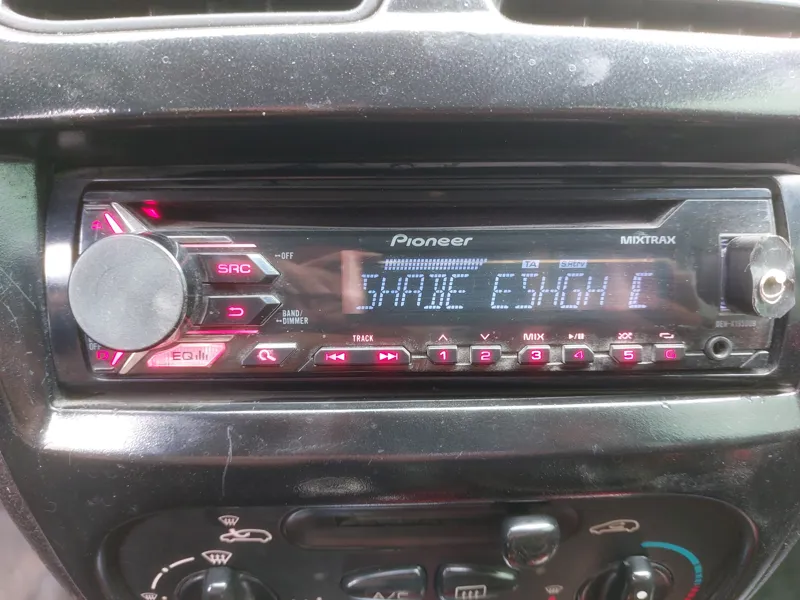 Pioneer
MIXTRAX
SRC
OFF
TA
SHABE ESHGH C
BAND/
DIMMER
EQ
TRACK
MIX
1 2 3 4 5 6
A/C